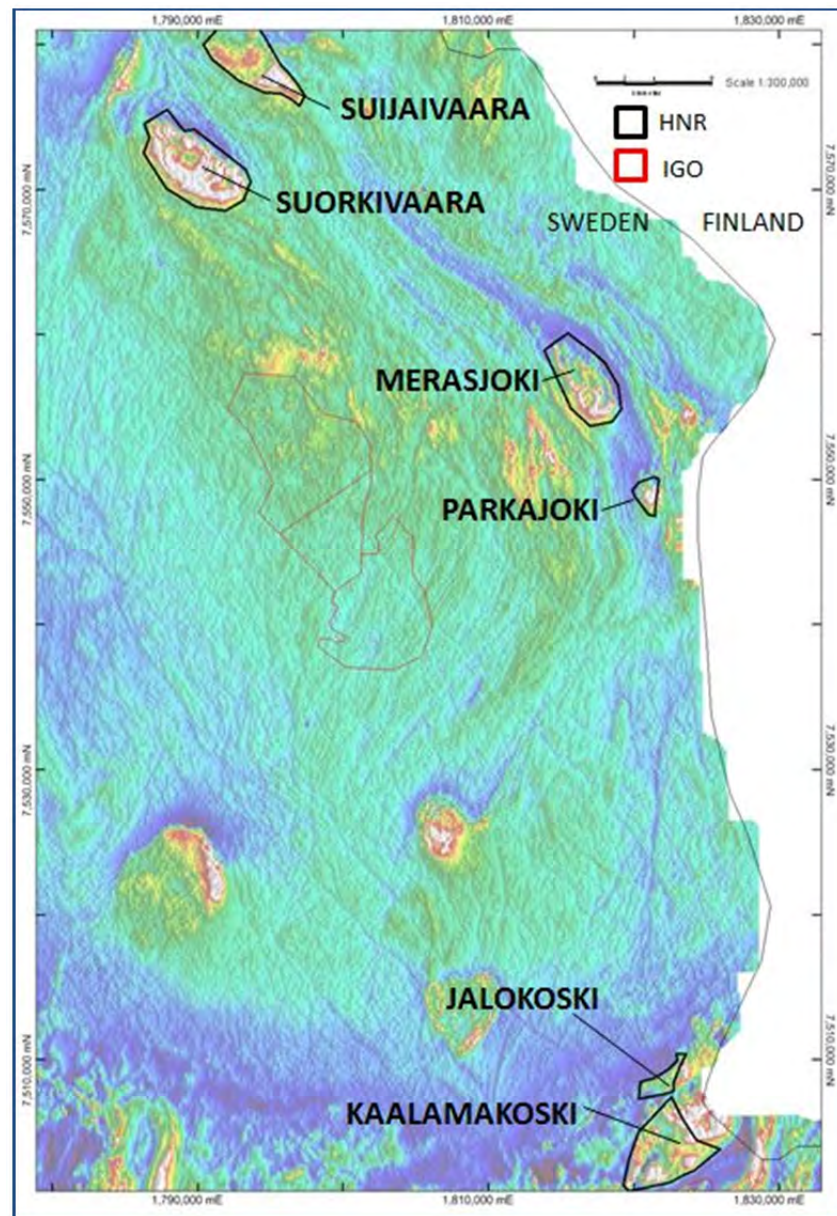 1,790,000 mE
1,810,000 mE
1,830,000 mE
Scale 1:300,000
HNR
IGO
SUIJAIVAARA
SUORKIVAARA
SWEDEN
FINLAND
7,570,000 mN
7,570,000 mN
MERASJOKI
PARKAJOKI
7,550,000 mN
7,550,000 mN
7,530,000 mN
7,530,000 mN
JALOKOSKI
KAALAMAKOSKI
7,510,000 mN
7,510,000 mN
1,790,000 mE
1,810,000 mE
1,830,000 mE